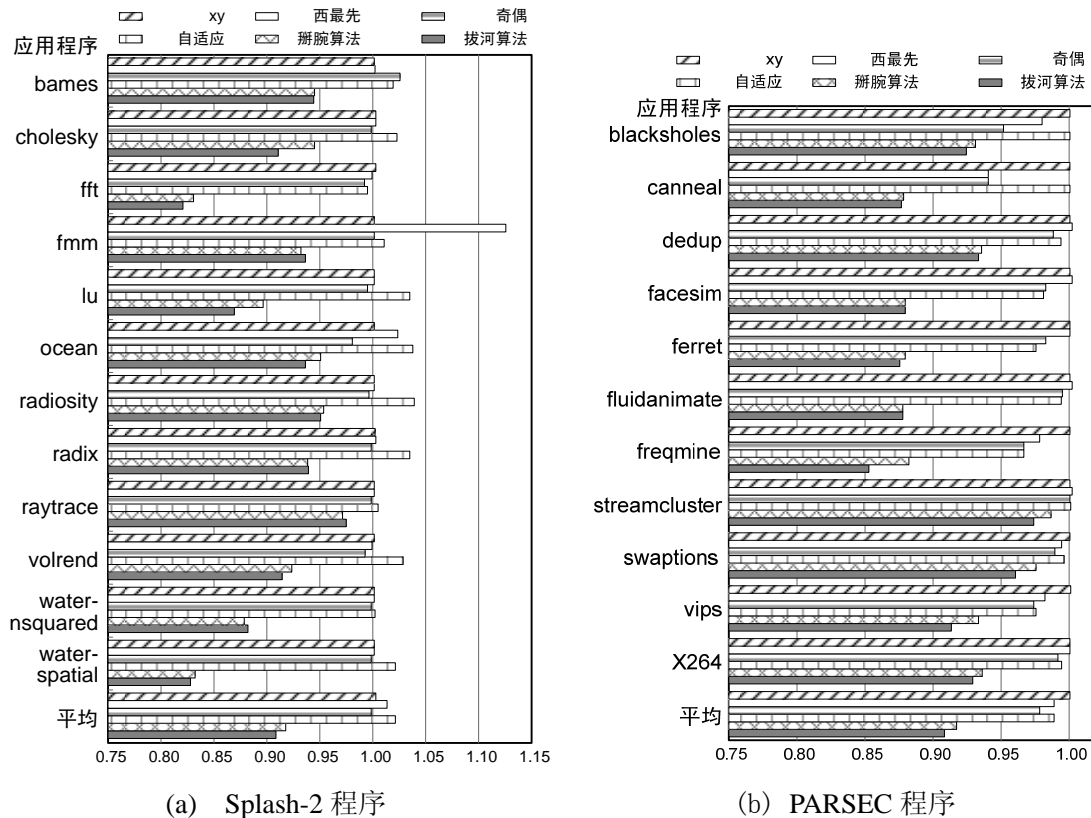 xy 西最先 奇偶
自适应 掰腕算法 拔河算法
应用程序
bames
cholesky
fft
fmm
lu
ocean
radiosity
radix
raytrace
volrend
water-
nsquared
water-
spatial
平均
0.75 0.80 0.85 0.90 0.95 1.00 1.05 1.10 1.15
(a) Splash-2 程序
xy 西最先 奇偶
自适应 掰腕算法 拔河算法
应用程序
blacksholes
canneal
dedup
facesim
ferret
fluidanimate
freqmine
streamcluster
swaptions
vips
X264
平均
0.75 0.80 0.85 0.90 0.95 1.00
(b) PARSEC 程序